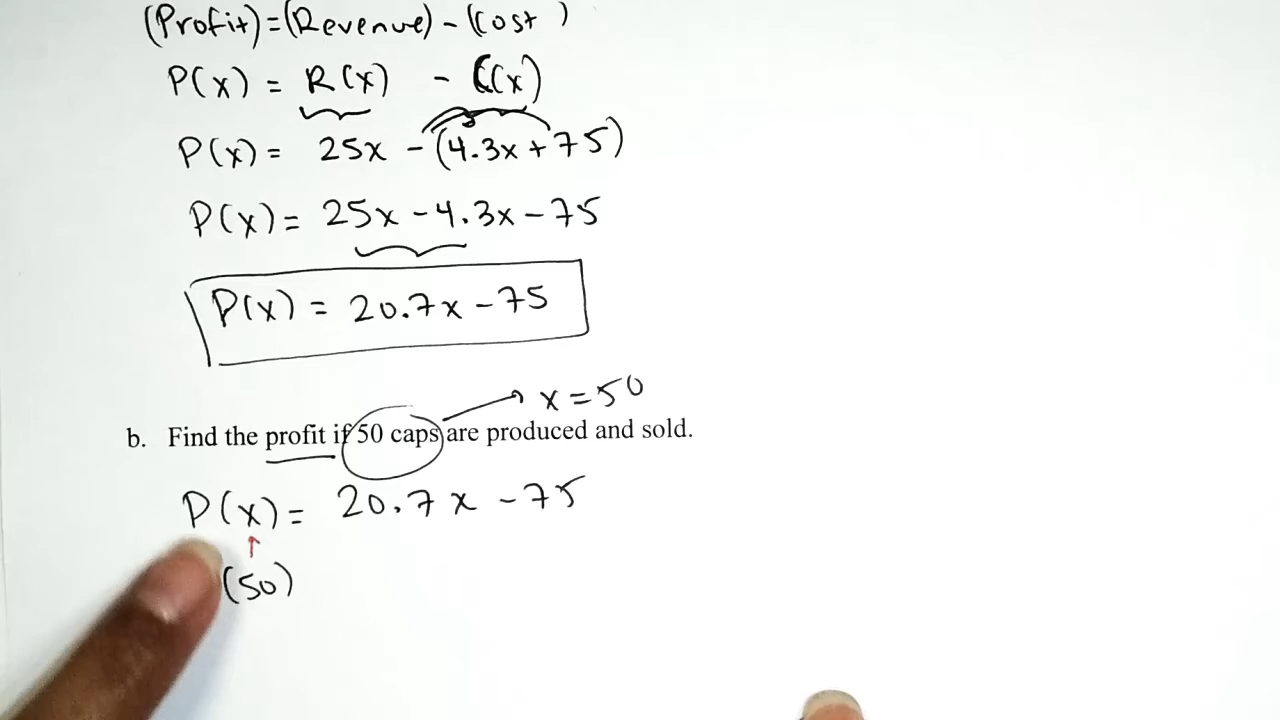 (Profit)=(Revenue)-(Cost )
P(x) = R(x) - C(x)
P(x) = 25x -(4.3x+75)
P(x) = 25x -4.3x-75
P(x) = 20.7x-75
x=50
b. Find the profit if 50 caps are produced and sold.
P(x) = 20.7x -75
(50)